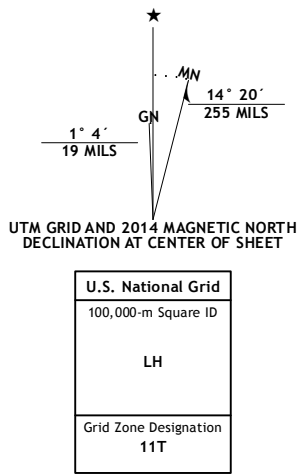 MN
GN
14° 20´
255 MILS
1° 4´
19 MILS
UTM GRID AND 2014 MAGNETIC NORTH
DECLINATION AT CENTER OF SHEET
U.S. National Grid
100,000-m Square ID
LH
Grid Zone Designation
11T